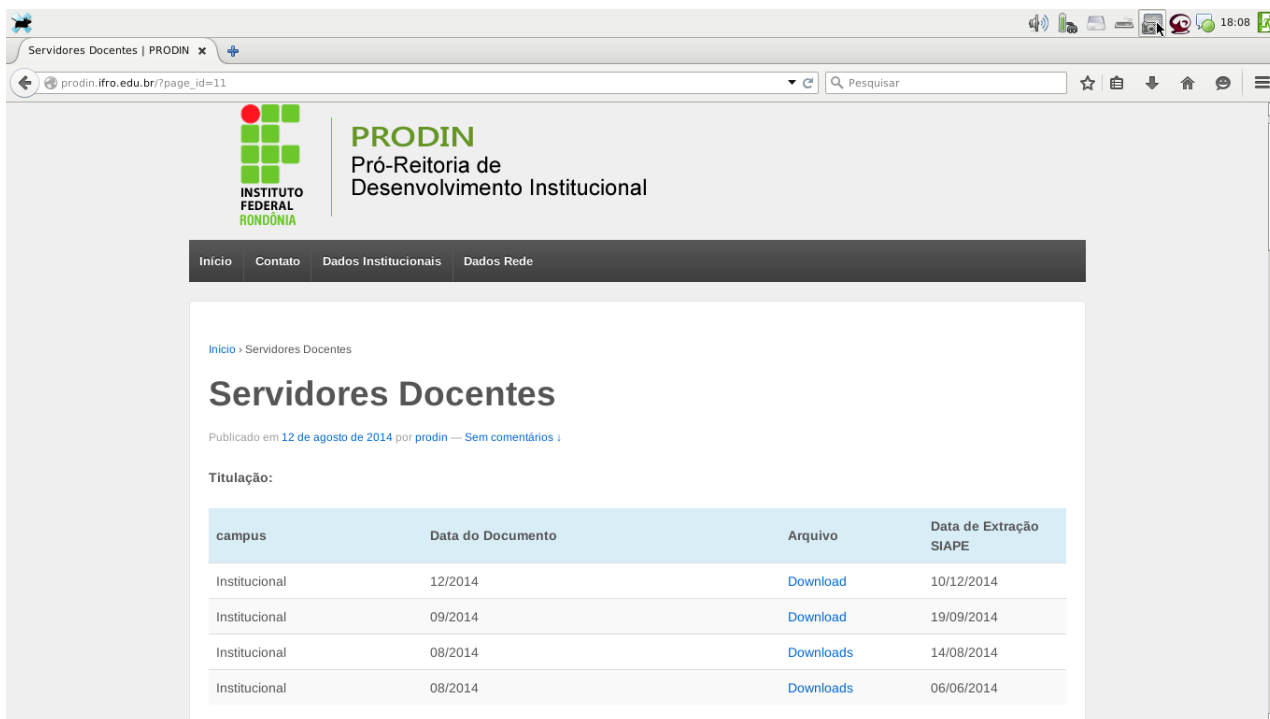 18:08
Servidores Docentes | PRODIN
prodin.ifro.edu.br/?page_id=11
Pesquisar
INSTITUTO
FEDERAL
RONDÔNIA
PRODIN
Pró-Reitoria de
Desenvolvimento Institucional
Início Contato Dados Institucionais Dados Rede
Início › Servidores Docentes
Servidores Docentes
Publicado em 12 de agosto de 2014 por prodin — Sem comentários ↓
Titulação:
campus Data do Documento Arquivo Data de Extração SIAPE
Institucional 12/2014 Download 10/12/2014
Institucional 09/2014 Download 19/09/2014
Institucional 08/2014 Downloads 14/08/2014
Institucional 08/2014 Downloads 06/06/2014